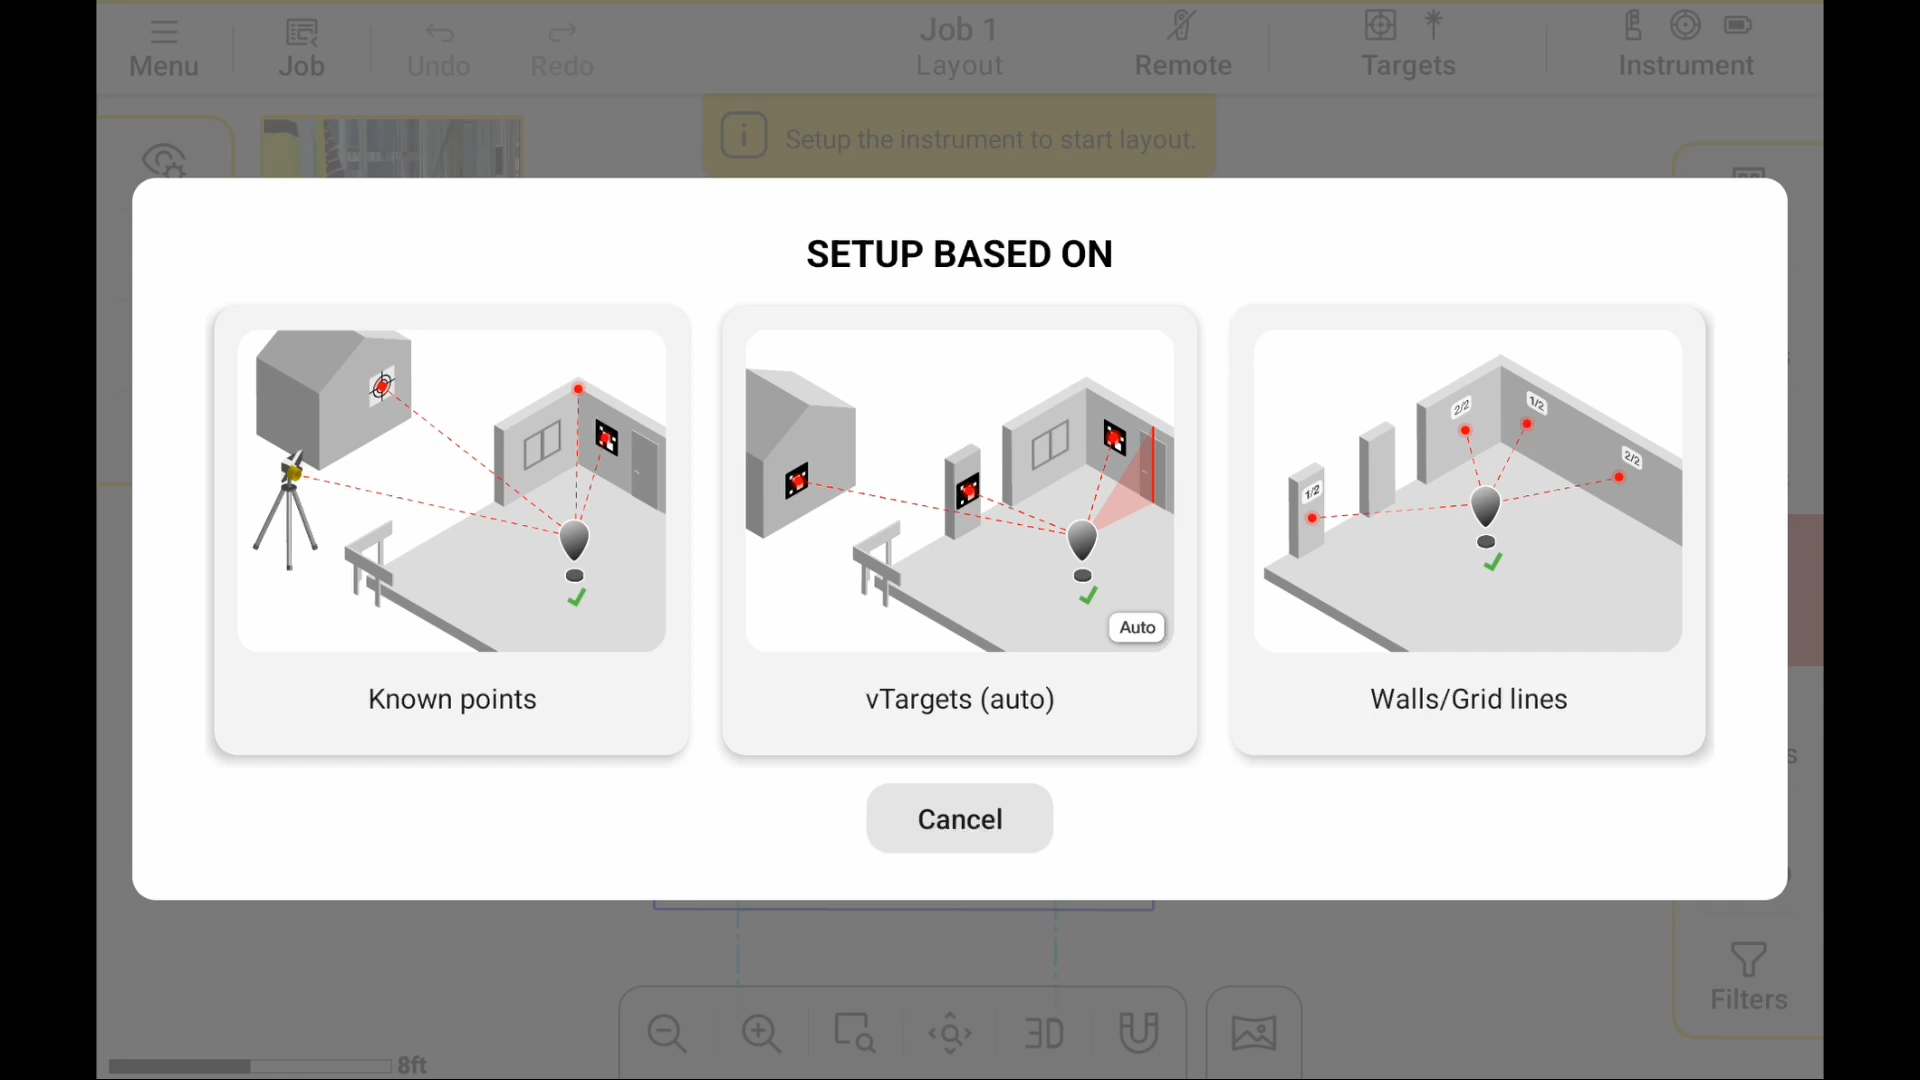 Menu
Job
Undo
Redo
Job 1
Layout
Remote
Targets
Instrument
Setup the instrument to start layout.
SETUP BASED ON
2/2
1/2
2/2
1/2
Auto
Known points
vTargets (auto)
Walls/Grid lines
Cancel
s
Filters
3D
8ft